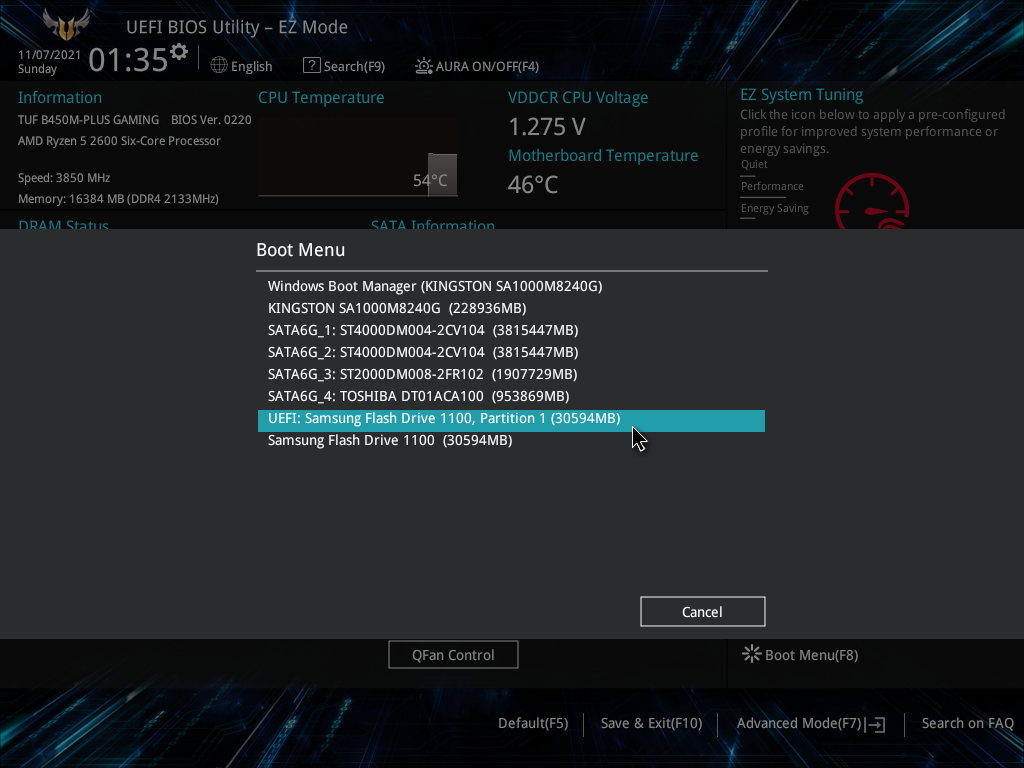 UEFI BIOS Utility – EZ Mode
11/07/2021
Sunday
01:35
English
Search(F9)
AURA ON/OFF(F4)
Information
TUF B450M-PLUS GAMING BIOS Ver. 0220
AMD Ryzen 5 2600 Six-Core Processor
Speed: 3850 MHz
Memory: 16384 MB (DDR4 2133MHz)
CPU Temperature
54°C
VDDCR CPU Voltage
1.275 V
Motherboard Temperature
46°C
EZ System Tuning
Click the icon below to apply a pre-configured
profile for improved system performance or
energy savings.
Quiet
Performance
Energy Saving
DRAM Status
SATA Information
Boot Menu
Windows Boot Manager (KINGSTON SA1000M8240G)
KINGSTON SA1000M8240G (228936MB)
SATA6G_1: ST4000DM004-2CV104 (3815447MB)
SATA6G_2: ST4000DM004-2CV104 (3815447MB)
SATA6G_3: ST2000DM008-2FR102 (1907729MB)
SATA6G_4: TOSHIBA DT01ACA100 (953869MB)
UEFI: Samsung Flash Drive 1100, Partition 1 (30594MB)
Samsung Flash Drive 1100 (30594MB)
Cancel
QFan Control
Boot Menu(F8)
Default(F5)
Save & Exit(F10)
Advanced Mode(F7)
Search on FAQ